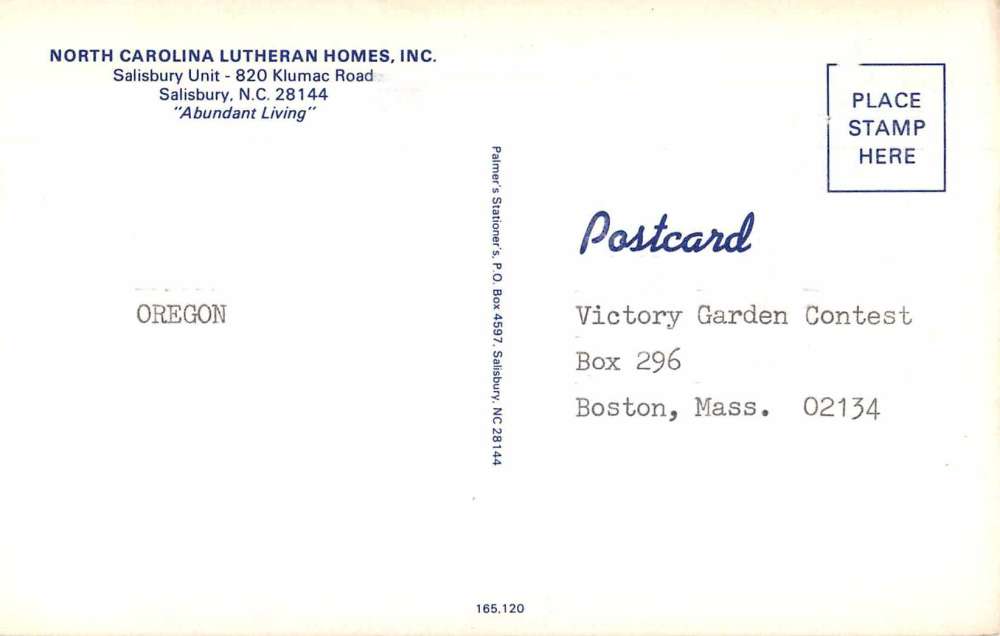 NORTH CAROLINA LUTHERAN HOMES, INC.
Salisbury Unit - 820 Klumac Road
Salisbury, N.C. 28144
"Abundant Living"
PLACE
STAMP
HERE
Palmer's Stationer's, P.O. Box 4597, Salisbury, NC 28144
Postcard
OREGON
Victory Garden Contest
Box 296
Boston, Mass. 02134
165,120